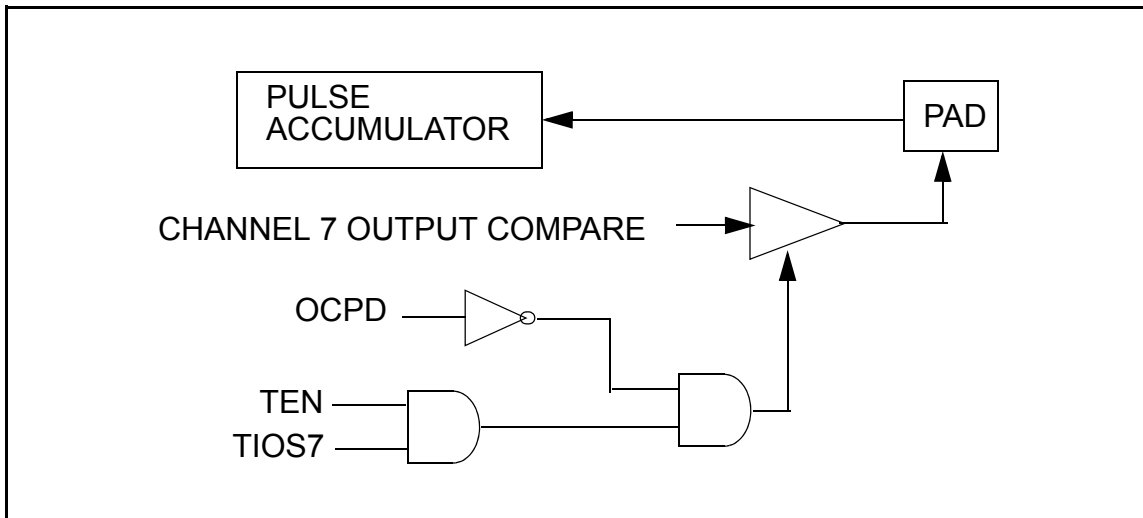 PULSE
ACCUMULATOR
PAD
CHANNEL 7 OUTPUT COMPARE
OCPD
TEN
TIOS7